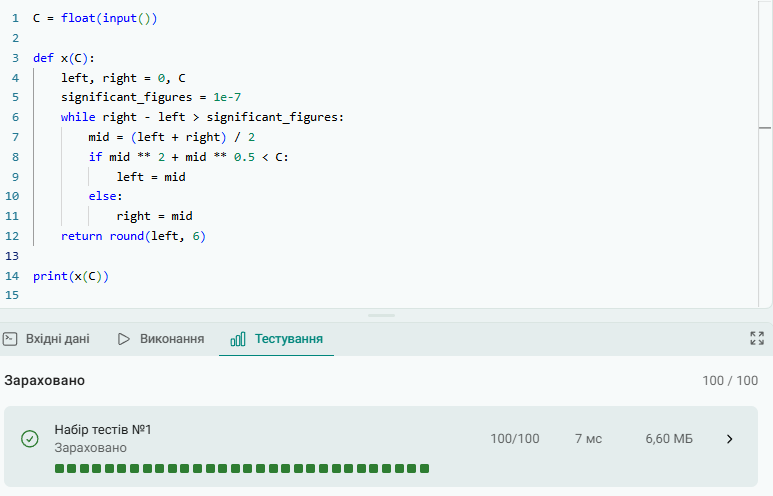 1 C = float(input())
2
3 def x(C):
4     left, right = 0, C
5     significant_figures = 1e-7
6     while right - left > significant_figures:
7         mid = (left + right) / 2
8         if mid ** 2 + mid ** 0.5 < C:
9             left = mid
10         else:
11             right = mid
12     return round(left, 6)
13
14 print(x(C))
15
Вхідні дані Виконання Тестування
Зараховано 100 / 100
Набір тестів №1 100/100 7 мс 6,60 МБ
Зараховано